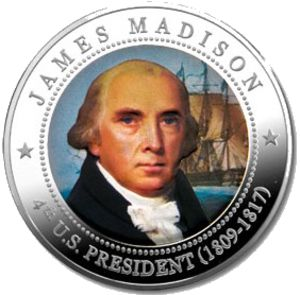 JAMES MADISON
4th U.S. PRESIDENT (1809-1817)